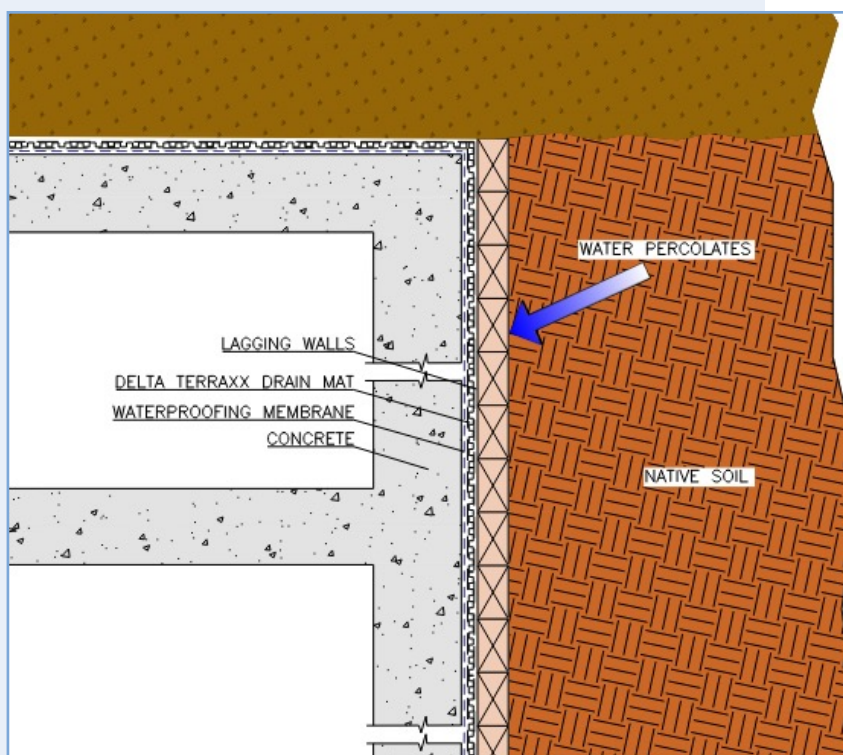 WATER PERCOLATES
LAGGING WALLS
DELTA TERRAXX DRAIN MAT
WATERPROOFING MEMBRANE
CONCRETE
NATIVE SOIL